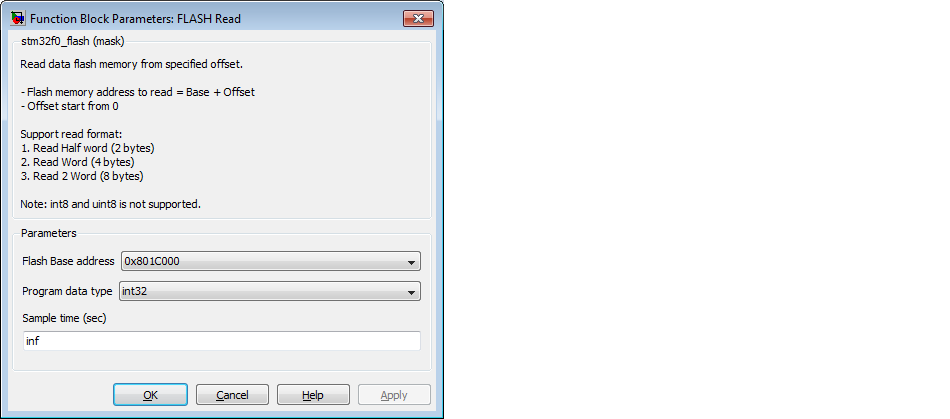 Function Block Parameters: FLASH Read
stm32f0_flash (mask)
Read data flash memory from specified offset.
- Flash memory address to read = Base + Offset
- Offset start from 0
Support read format:
1. Read Half word (2 bytes)
2. Read Word (4 bytes)
3. Read 2 Word (8 bytes)
Note: int8 and uint8 is not supported.
Parameters
Flash Base address 0x801C000
Program data type int32
Sample time (sec)
inf
OK Cancel Help Apply